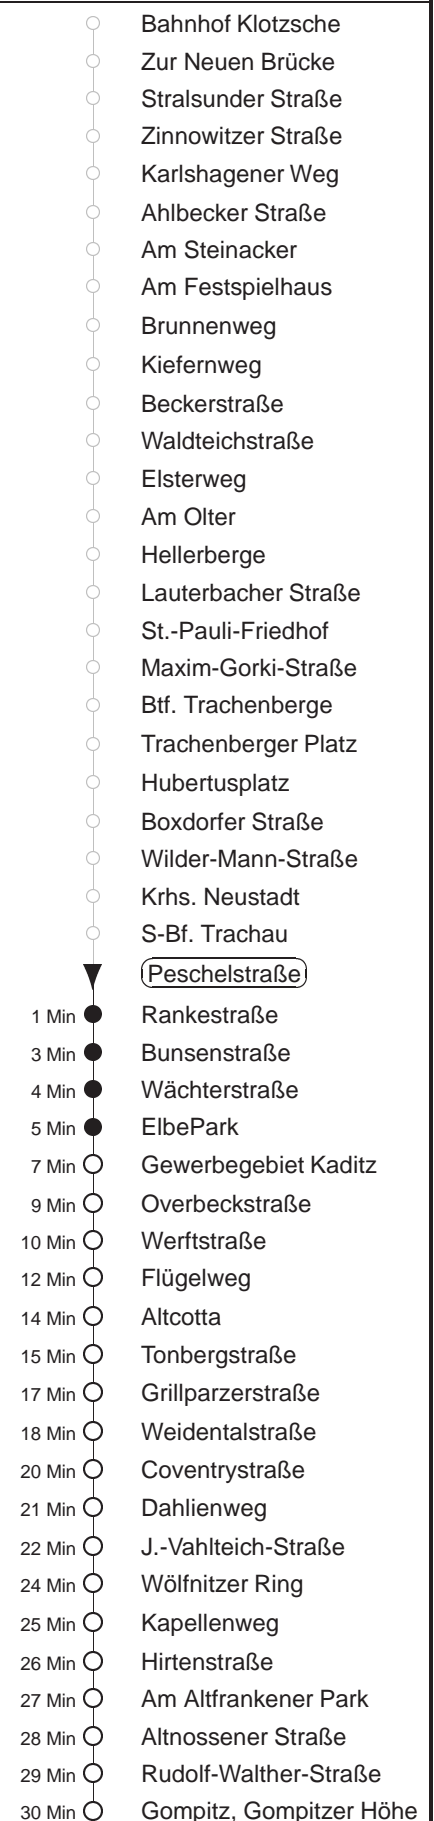 Bahnhof Klotzsche
Zur Neuen Brücke
Stralsunder Straße
Zinnowitzer Straße
Karlshagener Weg
Ahlbecker Straße
Am Steinacker
Am Festspielhaus
Brunnenweg
Kiefernweg
Beckerstraße
Waldteichstraße
Elsterweg
Am Olter
Hellerberge
Lauterbacher Straße
St.-Pauli-Friedhof
Maxim-Gorki-Straße
Btf. Trachenberge
Trachenberger Platz
Hubertusplatz
Boxdorfer Straße
Wilder-Mann-Straße
Krhs. Neustadt
S-Bf. Trachau
Peschelstraße
1 Min Rankestraße
3 Min Bunsenstraße
4 Min Wächterstraße
5 Min ElbePark
7 Min Gewerbegebiet Kaditz
9 Min Overbeckstraße
10 Min Werftstraße
12 Min Flügelweg
14 Min Altcotta
15 Min Tonbergstraße
17 Min Grillparzerstraße
18 Min Weidentalstraße
20 Min Coventrystraße
21 Min Dahlienweg
22 Min J.-Vahlteich-Straße
24 Min Wölfnitzer Ring
25 Min Kapellenweg
26 Min Hirtenstraße
27 Min Am Altfrankener Park
28 Min Altnossener Straße
29 Min Rudolf-Walther-Straße
30 Min Gompitz, Gompitzer Höhe